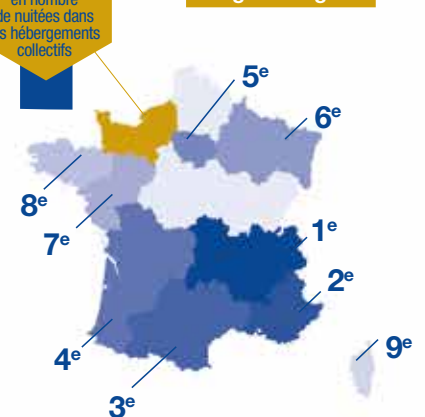 en nombre
de nuitées dans
hébergements
collectifs
5e
6e
8e
7e
1e
2e
9e
4e
3e